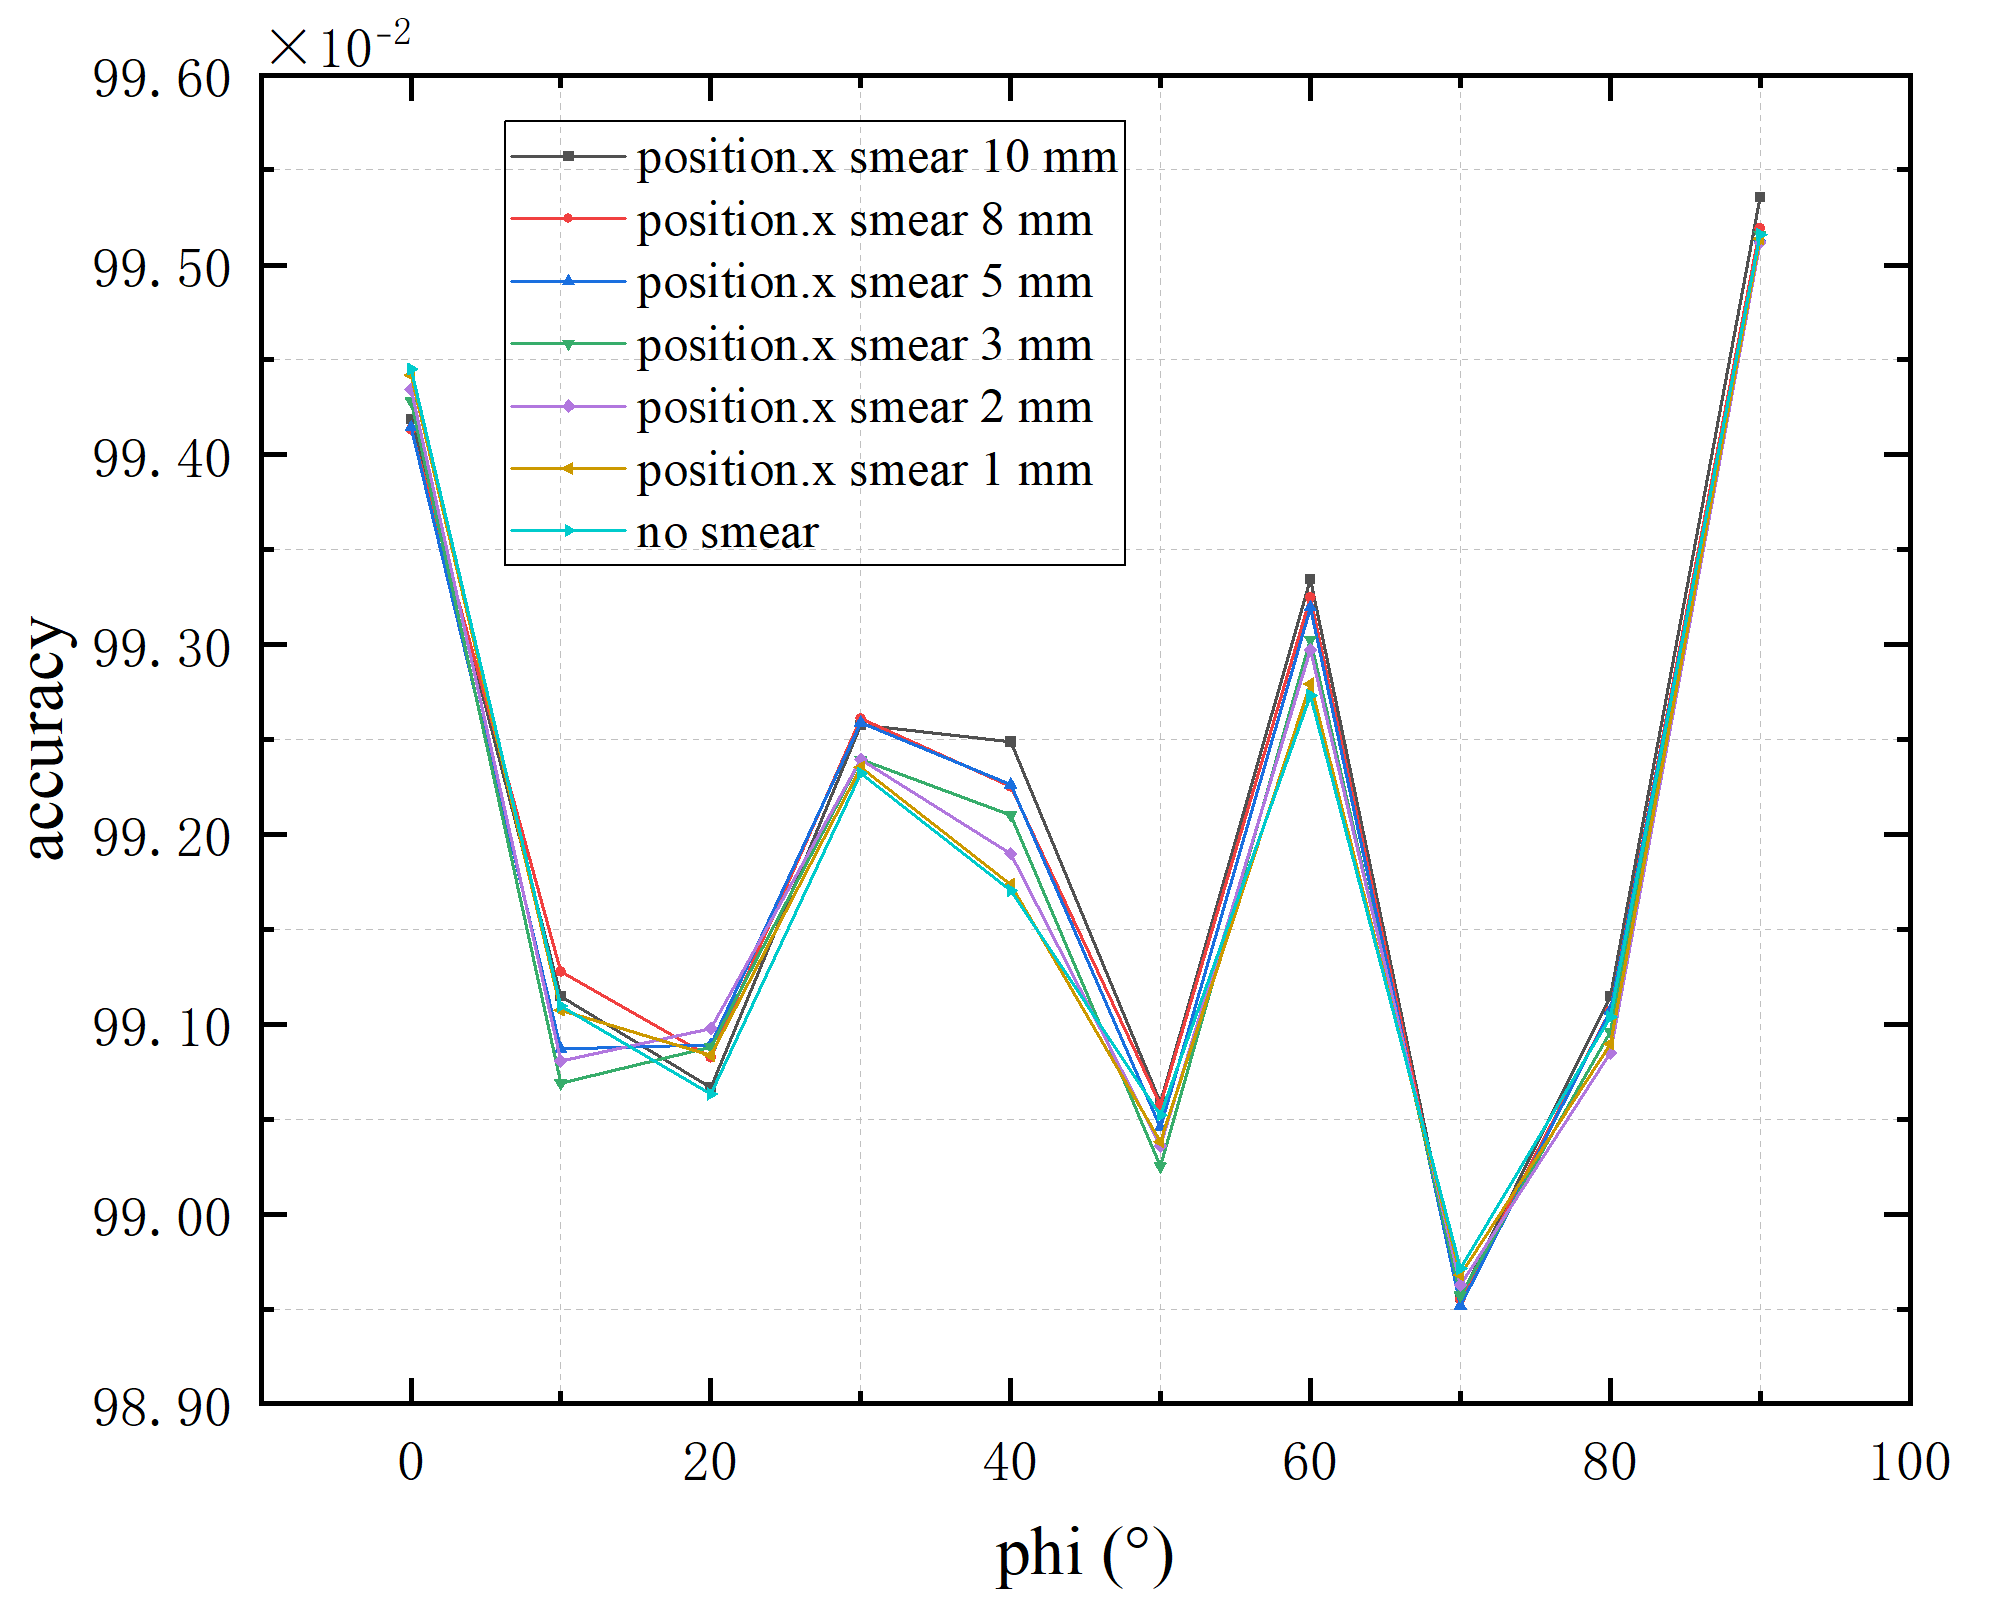 ×10⁻²
99.60
99.50
99.40
99.30
99.20
99.10
99.00
98.90
accuracy
position.x smear 10 mm
position.x smear 8 mm
position.x smear 5 mm
position.x smear 3 mm
position.x smear 2 mm
position.x smear 1 mm
no smear
0 20 40 60 80 100
phi (°)